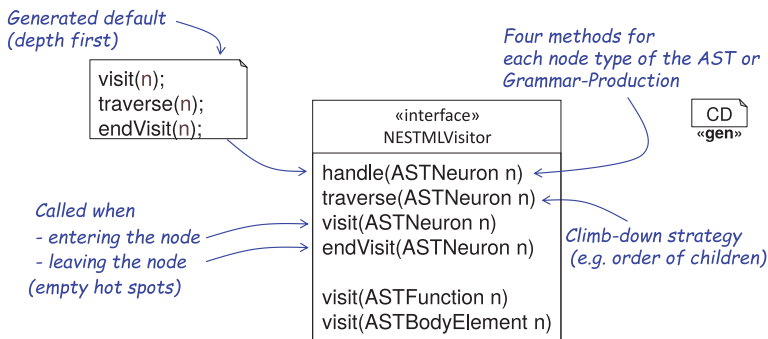 Generated default
(depth first)
visit(n);
traverse(n);
endVisit(n);
Four methods for
each node type of the AST or
Grammar-Production
CD
«gen»
«interface»
NESTMLVisitor
handle(ASTNeuron n)
traverse(ASTNeuron n)
visit(ASTNeuron n)
endVisit(ASTNeuron n)
visit(ASTFunction n)
visit(ASTBodyElement n)
Called when
- entering the node
- leaving the node
(empty hot spots)
Climb-down strategy
(e.g. order of children)